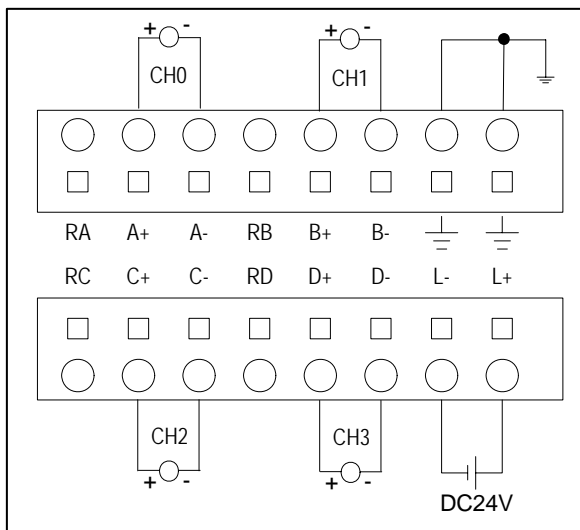 + - + -
CH0 CH1
RA A+ A- RB B+ B-
RC C+ C- RD D+ D- L- L+
CH2 CH3
+ - + -
DC24V